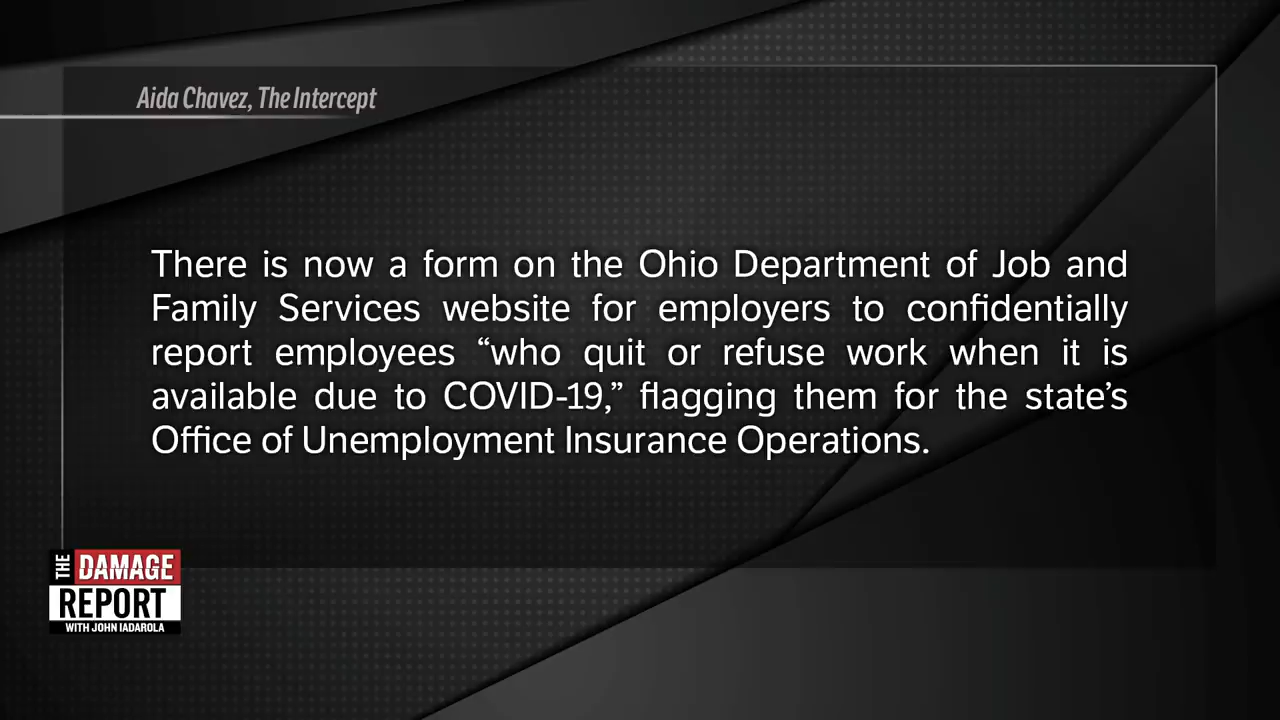 Aida Chavez, The Intercept
There is now a form on the Ohio Department of Job and
Family Services website for employers to confidentially
report employees “who quit or refuse work when it is
available due to COVID-19,” flagging them for the state’s
Office of Unemployment Insurance Operations.
THE DAMAGE
REPORT
WITH JOHN IADAROLA